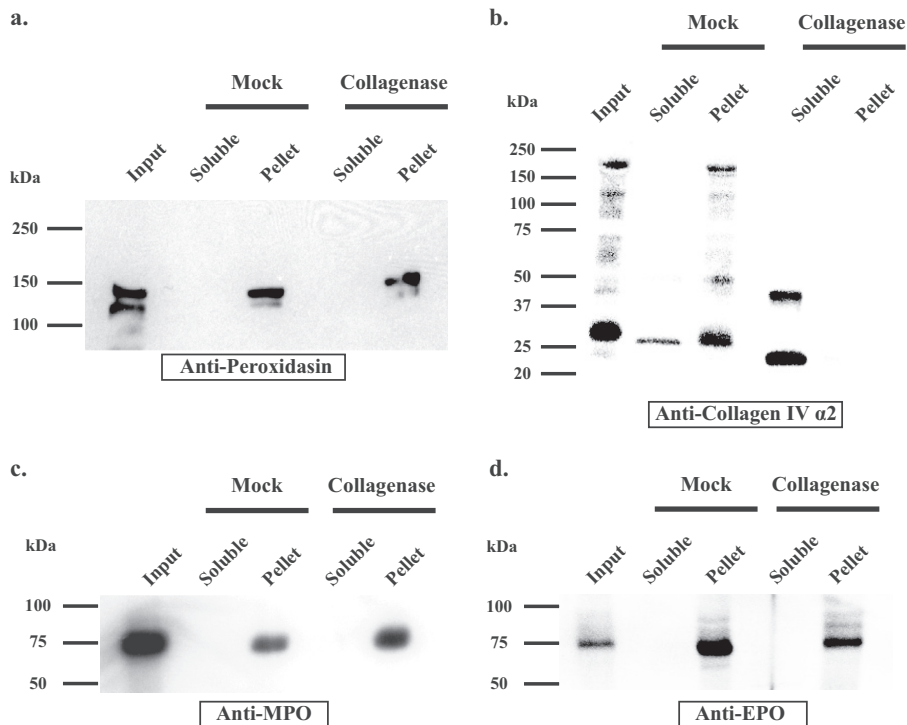 a.
Mock Collagenase
kDa
Input Soluble Pellet Soluble Pellet
250
150
100
Anti-Peroxidasin
b.
Mock Collagenase
kDa
Input Soluble Pellet Soluble Pellet
250
150
100
75
50
37
25
20
Anti-Collagen IV α2
c.
Mock Collagenase
kDa
Input Soluble Pellet Soluble Pellet
100
75
50
Anti-MPO
d.
Mock Collagenase
kDa
Input Soluble Pellet Soluble Pellet
100
75
50
Anti-EPO